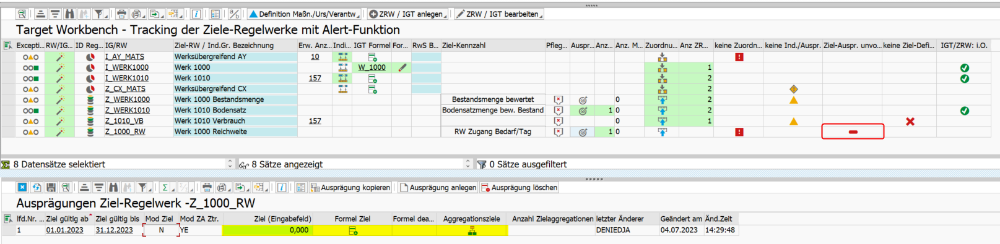 Definition Maßn./Urs/Verantw. ZRW / IGT anlegen ZRW / IGT bearbeiten
Target Workbench - Tracking der Ziele-Regelwerke mit Alert-Funktion
Excepti... RW/IG... ID Reg... IG/RW Ziel-RW / Ind.Gr. Bezeichnung Erw. Anz... Indi... IGT Formel For... RwS B... Ziel-Kennzahl Pfleg... Auspr... Anz... Anz. M... Zuordnu... Anz ZR... keine Zuordn... keine Ind./Auspr. Ziel-Auspr. unvo... keine Ziel-Defi... IGT/ZRW: i.O.
I_AY_MATS Werksübergreifend AY 10
I_WERK1000 Werk 1000 W_1000 1
I_WERK1010 Werk 1010 157 2
Z_CX_MATS Werksübergreifend CX 2
Z_WERK1000 Werk 1000 Bestandsmenge Bestandsmenge bewertet 0 2
Z_WERK1010 Werk 1010 Bodensatz Bodensatzmenge bew. Bestand 1 0 2
Z_1010_VB Werk 1010 Verbrauch 157 0 1
Z_1000_RW Werk 1000 Reichweite RW Zugang Bedarf/Tag 1 0 2
8 Datensätze selektiert 8 Sätze angezeigt 0 Sätze ausgefiltert
Ausprägung kopieren Ausprägung anlegen Ausprägung löschen
Ausprägungen Ziel-Regelwerk -Z_1000_RW
lfd.Nr. ... Ziel gültig ab Ziel gültig bis Mod Ziel Mod ZA Ztr. Ziel (Eingabefeld) Formel Ziel Formel dea... Aggregationsziele Anzahl Zielaggregationen letzter Änderer Geändert am Änd.Zeit
1 01.01.2023 31.12.2023 N YE 0,000 DENIEDJA 04.07.2023 14:29:48